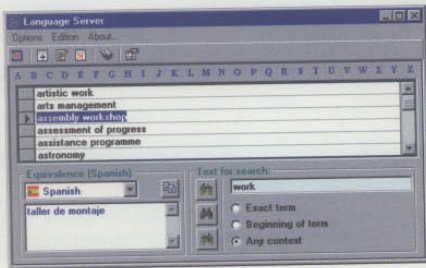 Language Server
Options Edition About...
A B C D E F G H I J K L M N O P Q R S T U V W X Y Z
artistic work
arts management
assembly workshop
assessment of progress
assistance programme
astronomy
Equivalence (Spanish)
Spanish
taller de montaje
Text for search:
work
Exact term
Beginning of term
Any context